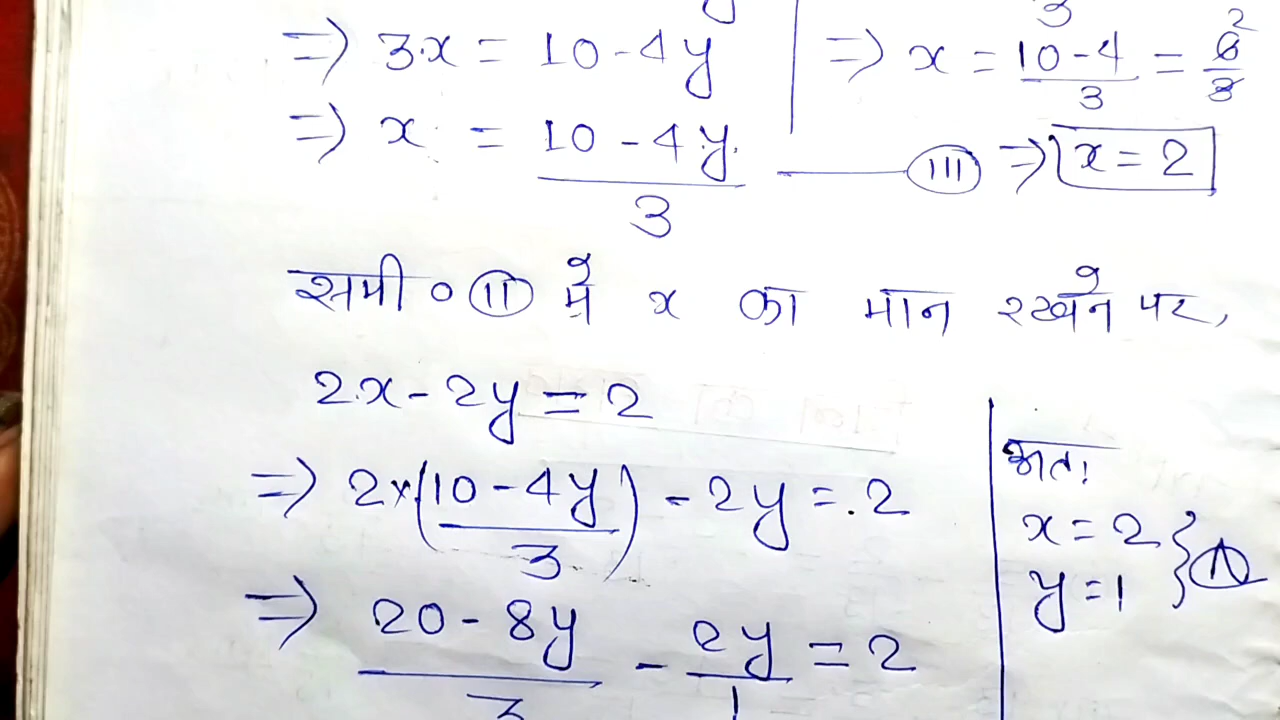 ⇒ 3x = 10 - 4y
⇒ x = (10 - 4y)/3 —— (III)
समी० (II) में x का मान रखने पर,
2x - 2y = 2
⇒ 2×((10 - 4y)/3) - 2y = 2
⇒ (20 - 8y)/3 - 2y/1 = 2
⇒ x = (10 - 4)/3 = 6/3 2
⇒ x = 2
अतः
x = 2
y = 1